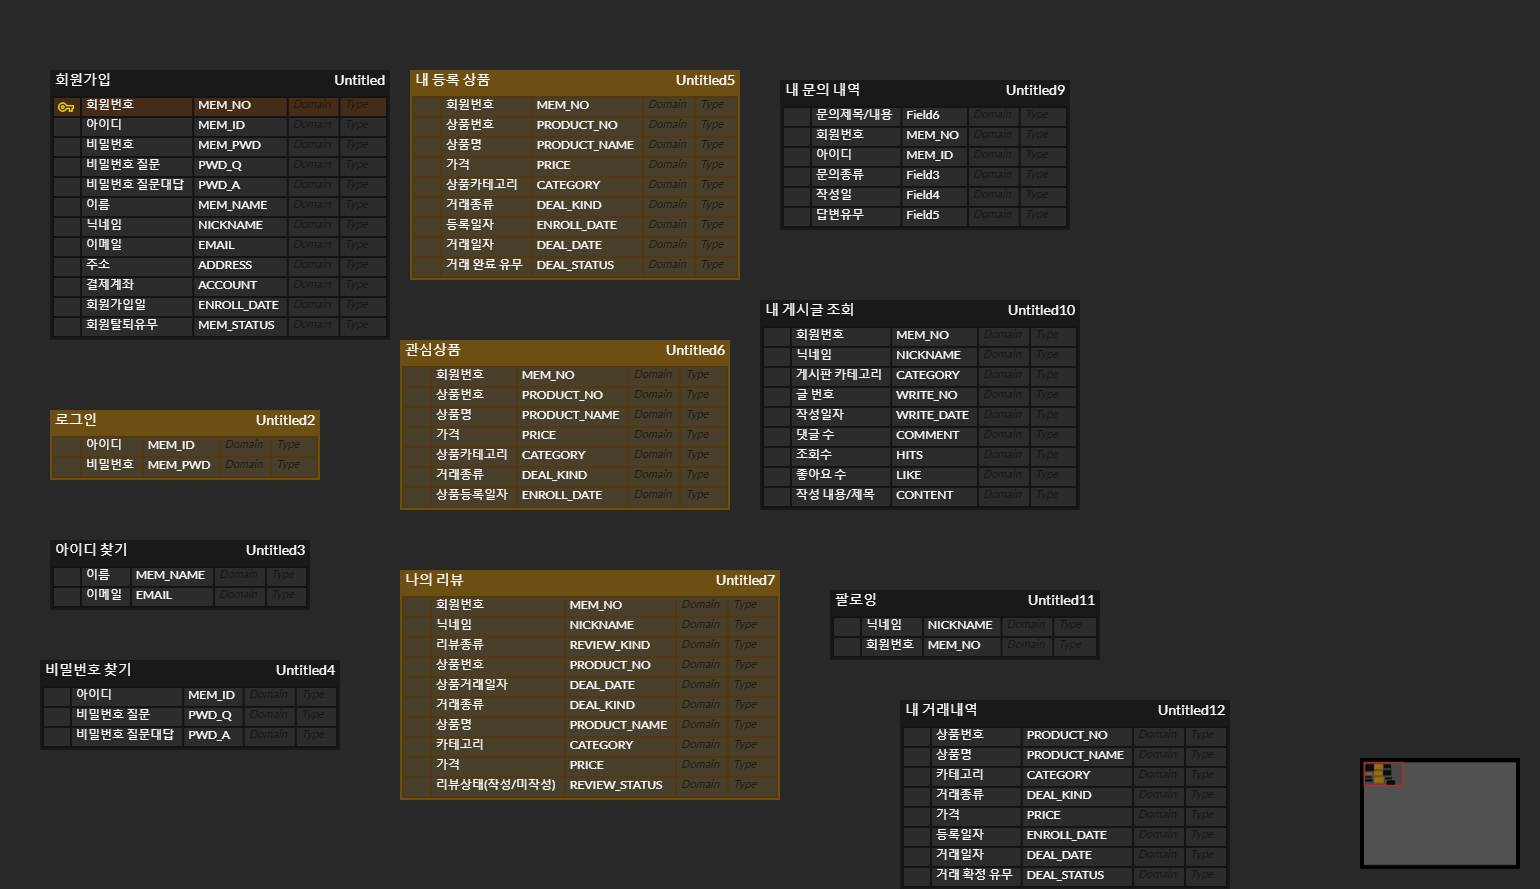 회원가입 Untitled
회원번호 MEM_NO Domain Type
아이디 MEM_ID Domain Type
비밀번호 MEM_PWD Domain Type
비밀번호 질문 PWD_Q Domain Type
비밀번호 질문대답 PWD_A Domain Type
이름 MEM_NAME Domain Type
닉네임 NICKNAME Domain Type
이메일 EMAIL Domain Type
주소 ADDRESS Domain Type
결제계좌 ACCOUNT Domain Type
회원가입일 ENROLL_DATE Domain Type
회원탈퇴유무 MEM_STATUS Domain Type
로그인 Untitled2
아이디 MEM_ID Domain Type
비밀번호 MEM_PWD Domain Type
아이디 찾기 Untitled3
이름 MEM_NAME Domain Type
이메일 EMAIL Domain Type
비밀번호 찾기 Untitled4
아이디 MEM_ID Domain Type
비밀번호 질문 PWD_Q Domain Type
비밀번호 질문대답 PWD_A Domain Type
내 등록 상품 Untitled5
회원번호 MEM_NO Domain Type
상품번호 PRODUCT_NO Domain Type
상품명 PRODUCT_NAME Domain Type
가격 PRICE Domain Type
상품카테고리 CATEGORY Domain Type
거래종류 DEAL_KIND Domain Type
등록일자 ENROLL_DATE Domain Type
거래일자 DEAL_DATE Domain Type
거래 완료 유무 DEAL_STATUS Domain Type
관심상품 Untitled6
회원번호 MEM_NO Domain Type
상품번호 PRODUCT_NO Domain Type
상품명 PRODUCT_NAME Domain Type
가격 PRICE Domain Type
상품카테고리 CATEGORY Domain Type
거래종류 DEAL_KIND Domain Type
상품등록일자 ENROLL_DATE Domain Type
나의 리뷰 Untitled7
회원번호 MEM_NO Domain Type
닉네임 NICKNAME Domain Type
리뷰종류 REVIEW_KIND Domain Type
상품번호 PRODUCT_NO Domain Type
상품거래일자 DEAL_DATE Domain Type
거래종류 DEAL_KIND Domain Type
상품명 PRODUCT_NAME Domain Type
카테고리 CATEGORY Domain Type
가격 PRICE Domain Type
리뷰상태(작성/미작성) REVIEW_STATUS Domain Type
내 문의 내역 Untitled9
문의제목/내용 Field6 Domain Type
회원번호 MEM_NO Domain Type
아이디 MEM_ID Domain Type
문의종류 Field3 Domain Type
작성일 Field4 Domain Type
답변유무 Field5 Domain Type
내 게시글 조회 Untitled10
회원번호 MEM_NO Domain Type
닉네임 NICKNAME Domain Type
게시판 카테고리 CATEGORY Domain Type
글 번호 WRITE_NO Domain Type
작성일자 WRITE_DATE Domain Type
댓글 수 COMMENT Domain Type
조회수 HITS Domain Type
좋아요 수 LIKE Domain Type
작성 내용/제목 CONTENT Domain Type
팔로잉 Untitled11
닉네임 NICKNAME Domain Type
회원번호 MEM_NO Domain Type
내 거래내역 Untitled12
상품번호 PRODUCT_NO Domain Type
상품명 PRODUCT_NAME Domain Type
카테고리 CATEGORY Domain Type
거래종류 DEAL_KIND Domain Type
가격 PRICE Domain Type
등록일자 ENROLL_DATE Domain Type
거래일자 DEAL_DATE Domain Type
거래 확정 유무 DEAL_STATUS Domain Type